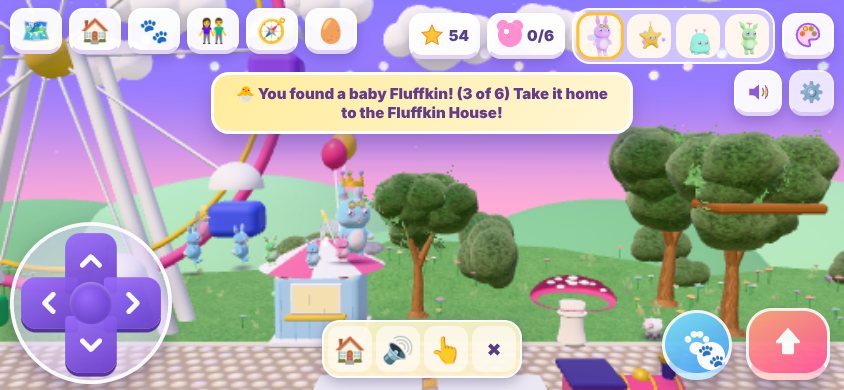 54
0/6
🐣 You found a baby Fluffkin! (3 of 6) Take it home
to the Fluffkin House!